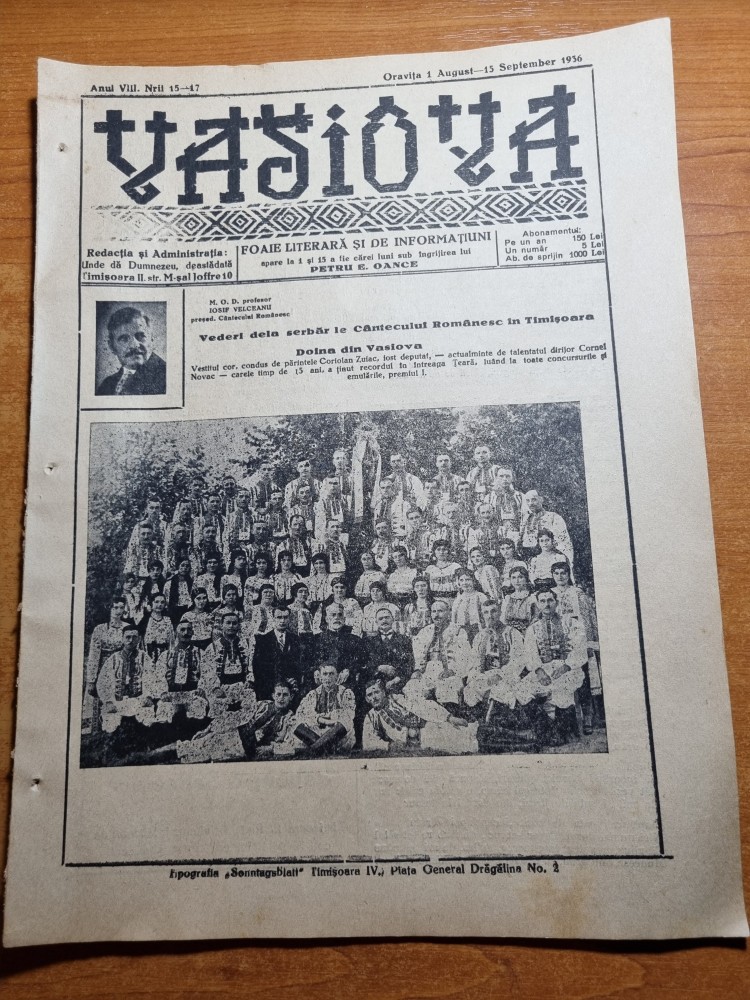 Anul VIII. Nrii 15—17
Oravița 1 August—15 September 1936
VASIOVA
Redacția și Administrația:
Unde dă Dumnezeu, deaslădată
Timișoara II. str. M-șal Joffre 10
FOAIE LITERARĂ ȘI DE INFORMAȚIUNI
apare la 1 și 15 a fie cărei luni sub îngrijirea lui
PETRU E. OANCE
Abonamentul:
Pe un an 150 Lei
Un număr 5 Lei
Ab. de sprijin 1000 Lei
M. O. D. profesor
IOSIF VELCEANU
președ. Cântecului Românesc
Vederi dela serbăr le Cântecului Românesc în Timișoara
Doina din Vasiova
Vestitul cor, condus de părintele Coriolan Zuiac, fost deputat, — actualminte de talentatul dirijor Cornel
Novac — carele timp de 15 ani, a ținut recordul în întreaga Țeară, luând la toate concursurile și
emulările, premiul I.
Tipografia „Sonntagsblatt" Timișoara IV., Piața General Drăgălina No. 2